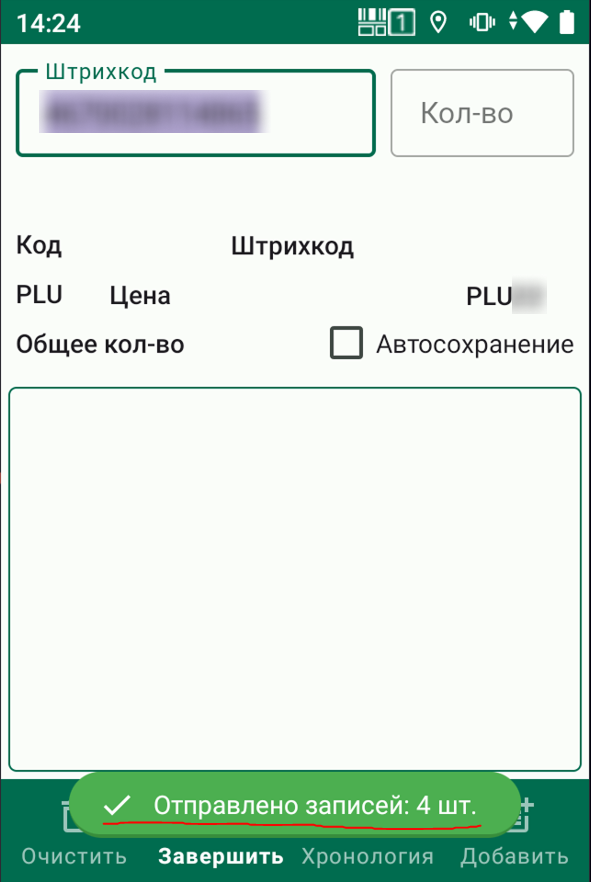 14:24
1
Штрихкод
Кол-во
Код Штрихкод
PLU Цена PLU
Общее кол-во Автосохранение
Отправлено записей: 4 шт.
Очистить Завершить Хронология Добавить